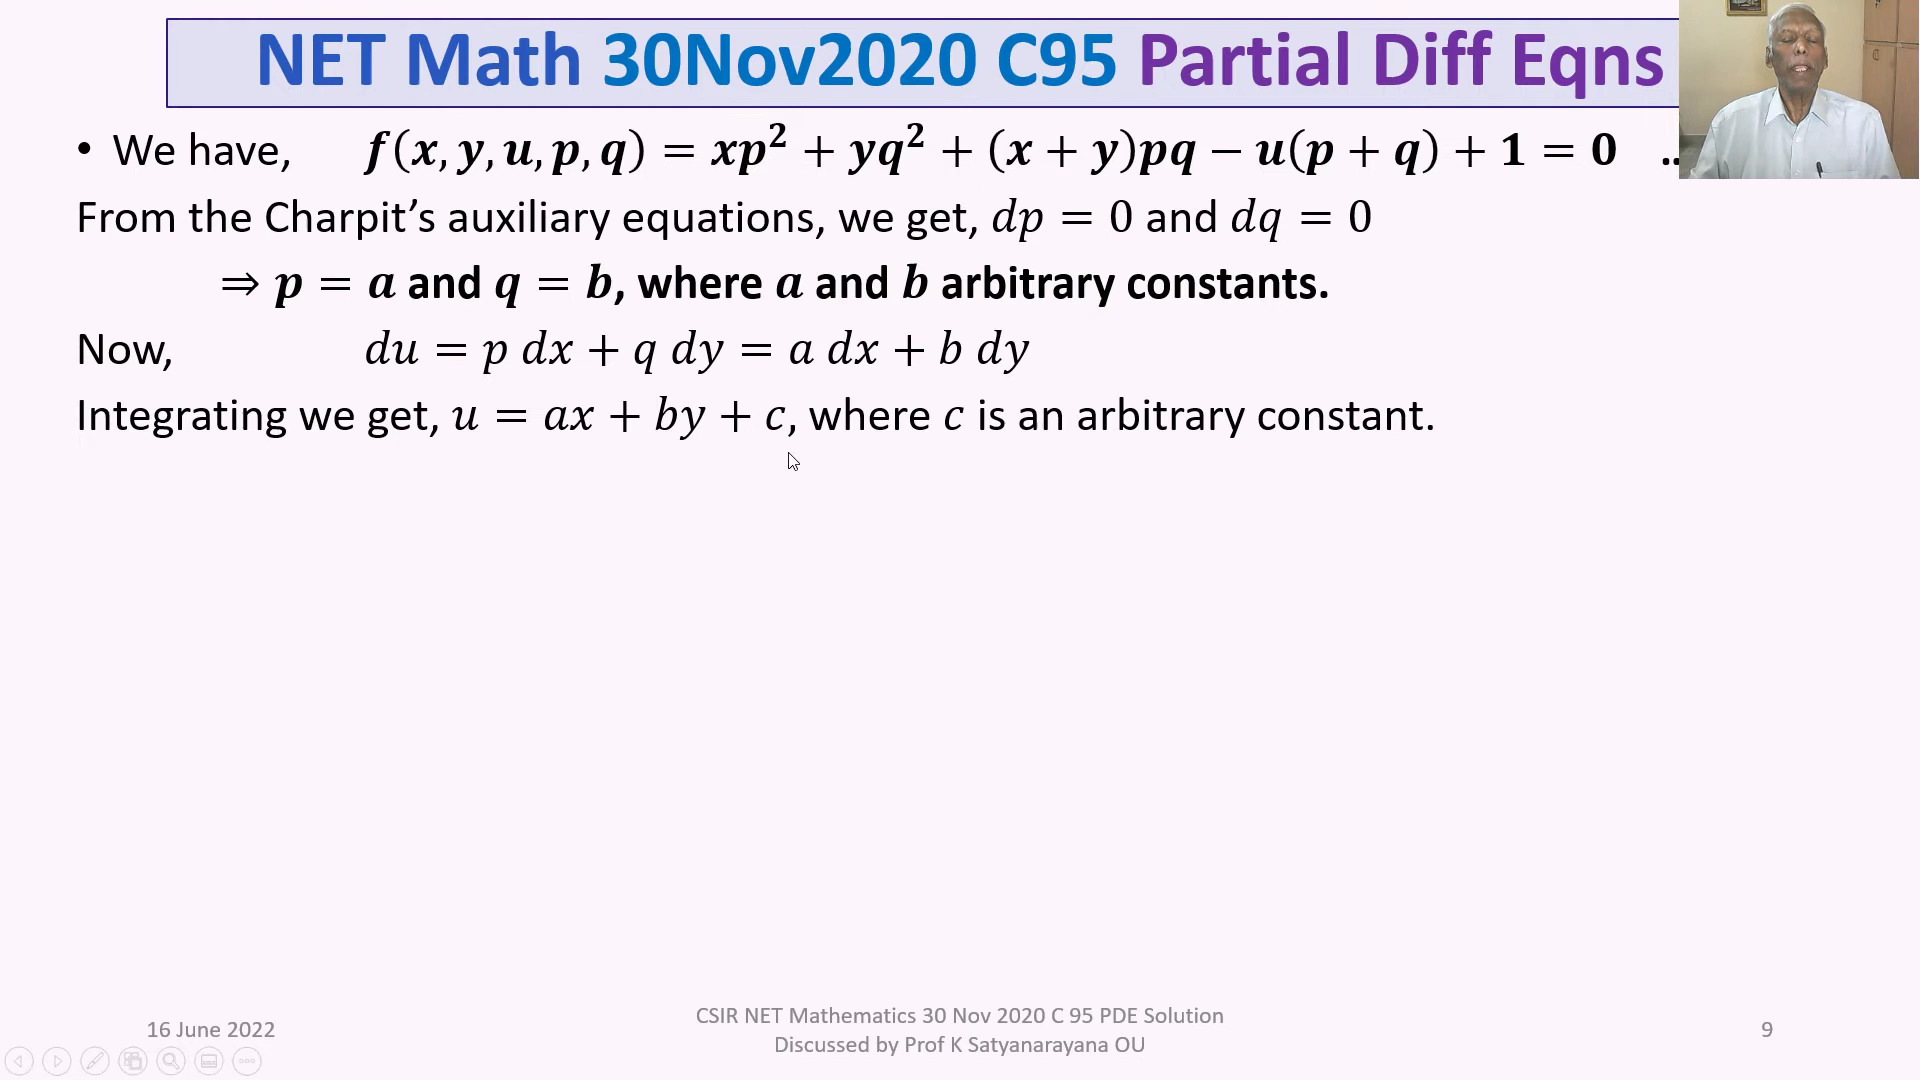 NET Math 30Nov2020 C95 Partial Diff Eqns
• We have, f(x, y, u, p, q) = xp² + yq² + (x + y)pq − u(p + q) + 1 = 0 ..
From the Charpit’s auxiliary equations, we get, dp = 0 and dq = 0
⇒ p = a and q = b, where a and b arbitrary constants.
Now, du = p dx + q dy = a dx + b dy
Integrating we get, u = ax + by + c, where c is an arbitrary constant.
16 June 2022
CSIR NET Mathematics 30 Nov 2020 C 95 PDE Solution
Discussed by Prof K Satyanarayana OU
9